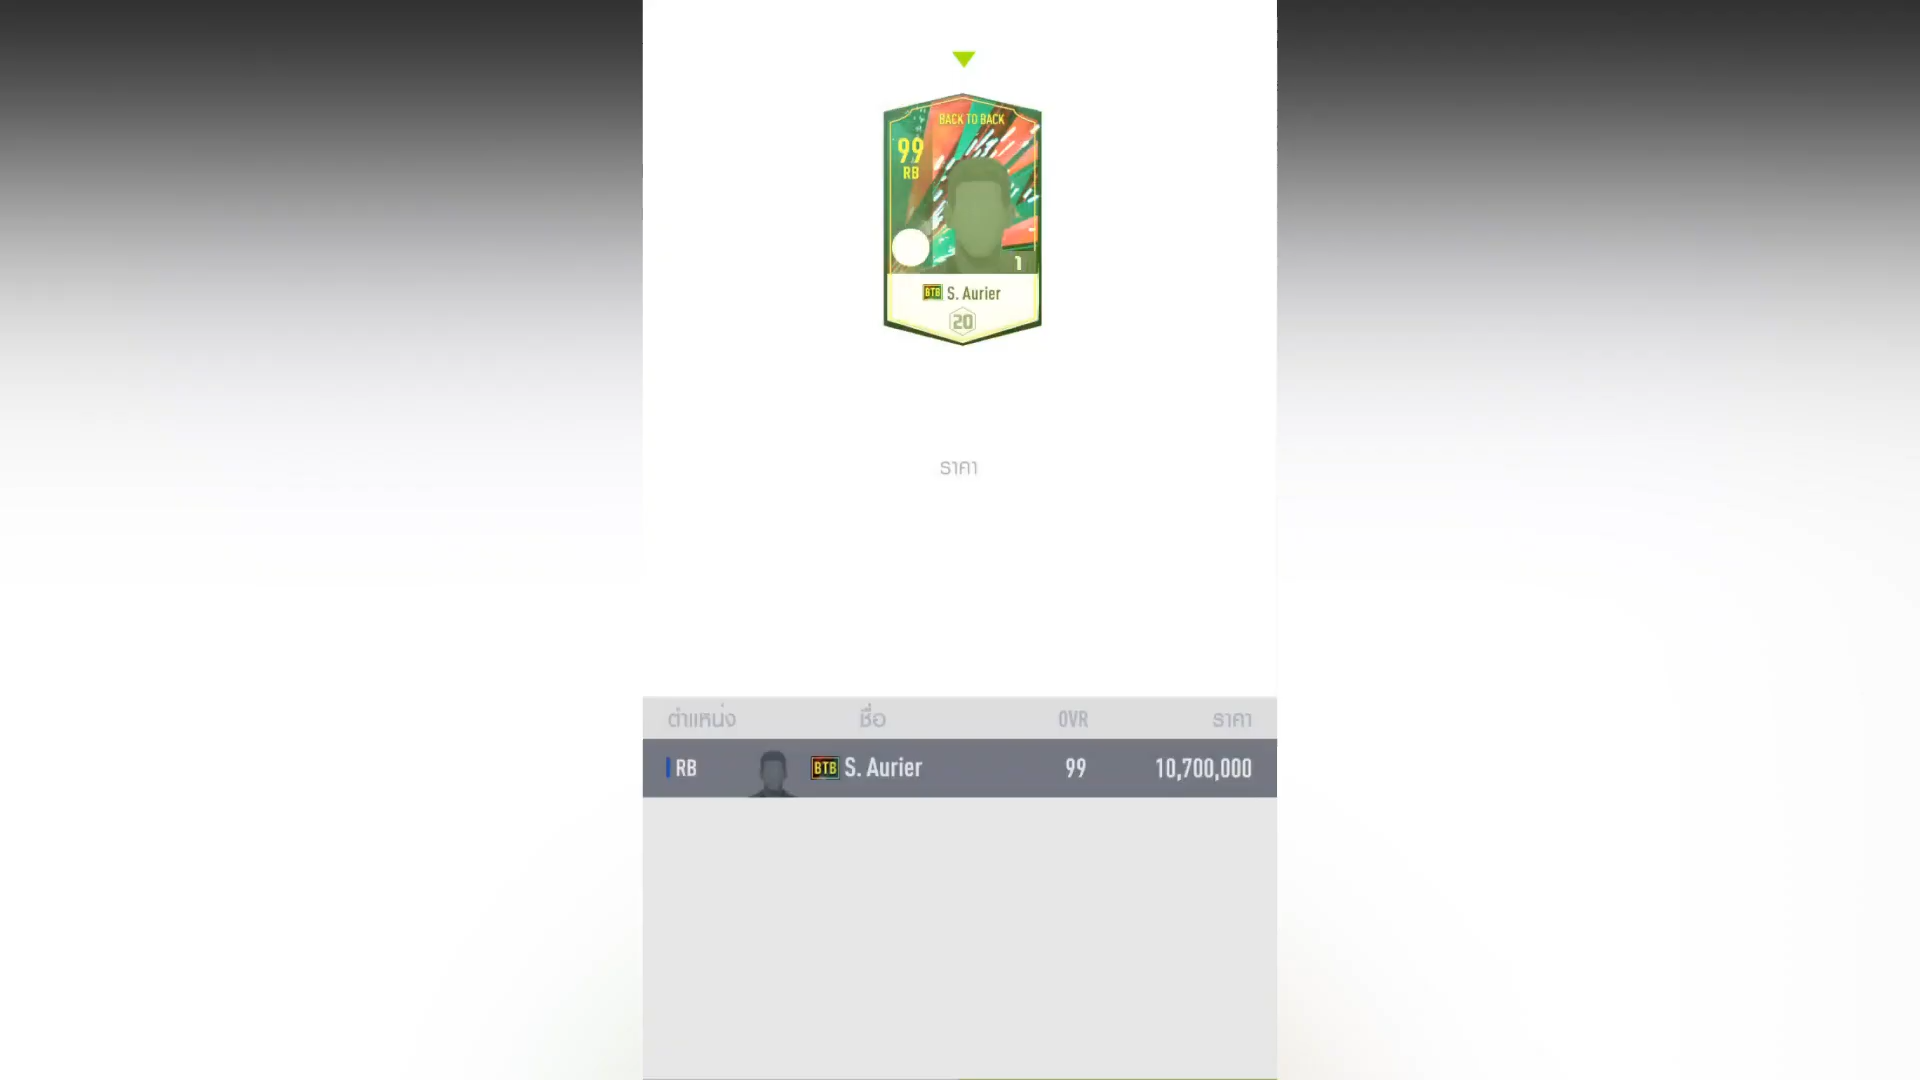 BACK TO BACK
99
RB
1
BTB S. Aurier
20
ราคา
ตำแหน่ง ชื่อ OVR ราคา
RB BTB S. Aurier 99 10,700,000